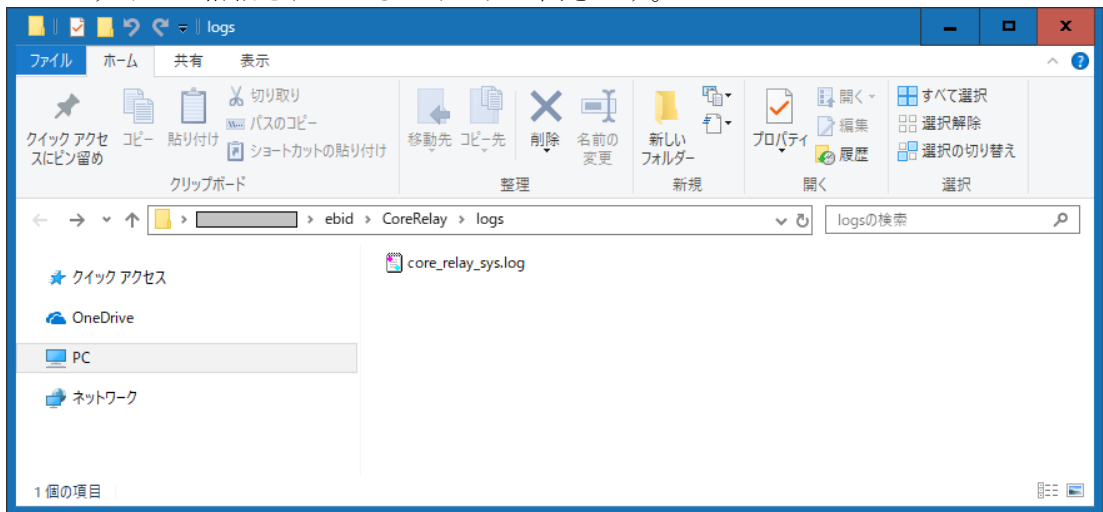 logs
ファイル ホーム 共有 表示
クイック アクセスにピン留め
コピー
貼り付け
切り取り
パスのコピー
ショートカットの貼り付け
クリップボード
移動先
コピー先
削除
名前の変更
整理
新しいフォルダー
新規
プロパティ
開く
編集
履歴
開く
すべて選択
選択解除
選択の切り替え
選択
ebid > CoreRelay > logs
logsの検索
クイック アクセス
core_relay_sys.log
OneDrive
PC
ネットワーク
1 個の項目